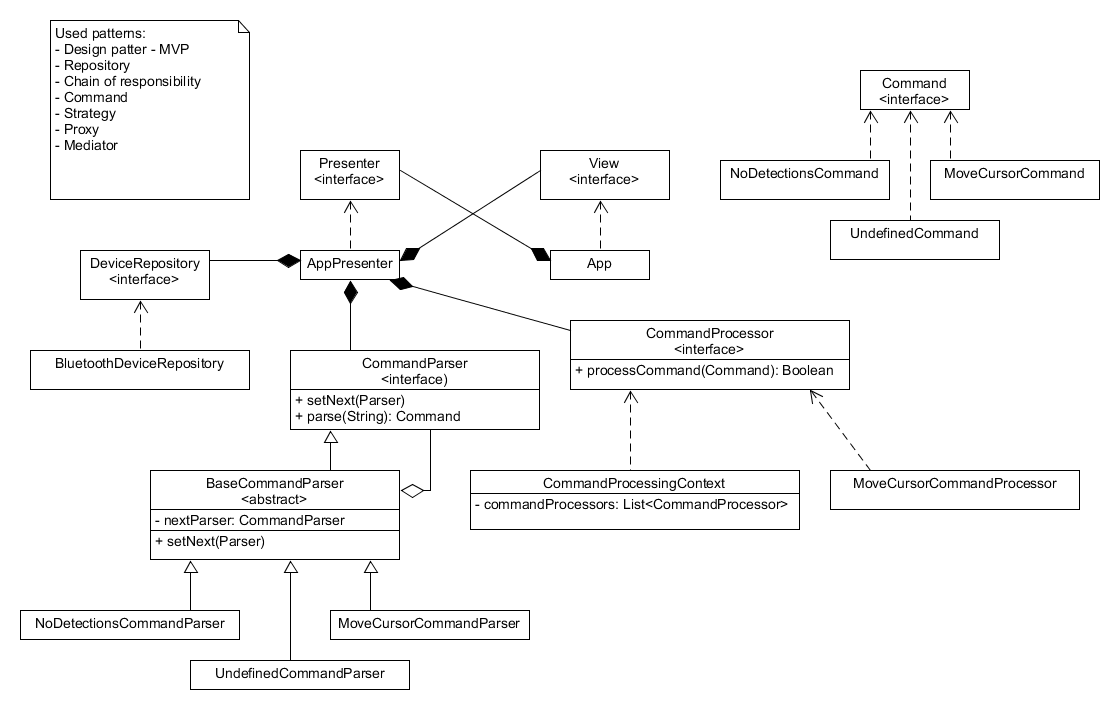 Used patterns:
- Design patter - MVP
- Repository
- Chain of responsibility
- Command
- Strategy
- Proxy
- Mediator
Command
<interface>
NoDetectionsCommand
MoveCursorCommand
UndefinedCommand
Presenter
<interface>
View
<interface>
DeviceRepository
<interface>
AppPresenter
App
BluetoothDeviceRepository
CommandParser
<interface)
+ setNext(Parser)
+ parse(String): Command
CommandProcessor
<interface>
+ processCommand(Command): Boolean
BaseCommandParser
<abstract>
- nextParser: CommandParser
+ setNext(Parser)
CommandProcessingContext
- commandProcessors: List<CommandProcessor>
MoveCursorCommandProcessor
NoDetectionsCommandParser
MoveCursorCommandParser
UndefinedCommandParser